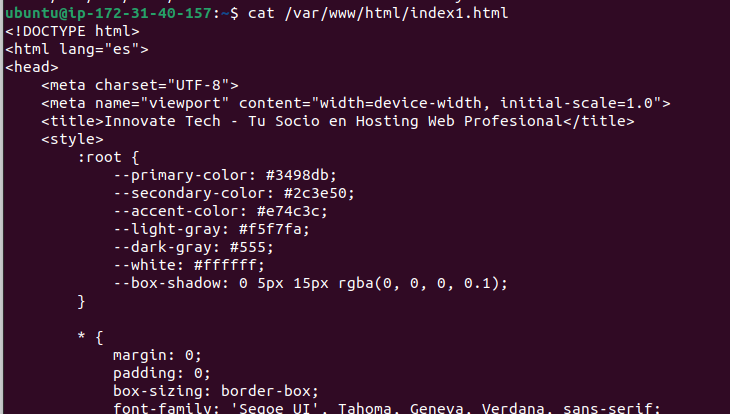 ubuntu@ip-172-31-40-157:~$ cat /var/www/html/index1.html
<!DOCTYPE html>
<html lang="es">
<head>
    <meta charset="UTF-8">
    <meta name="viewport" content="width=device-width, initial-scale=1.0">
    <title>Innovate Tech - Tu Socio en Hosting Web Profesional</title>
    <style>
        :root {
            --primary-color: #3498db;
            --secondary-color: #2c3e50;
            --accent-color: #e74c3c;
            --light-gray: #f5f7fa;
            --dark-gray: #555;
            --white: #ffffff;
            --box-shadow: 0 5px 15px rgba(0, 0, 0, 0.1);
        }

        * {
            margin: 0;
            padding: 0;
            box-sizing: border-box;
            font-family: 'Segoe UI', Tahoma, Geneva, Verdana, sans-serif;